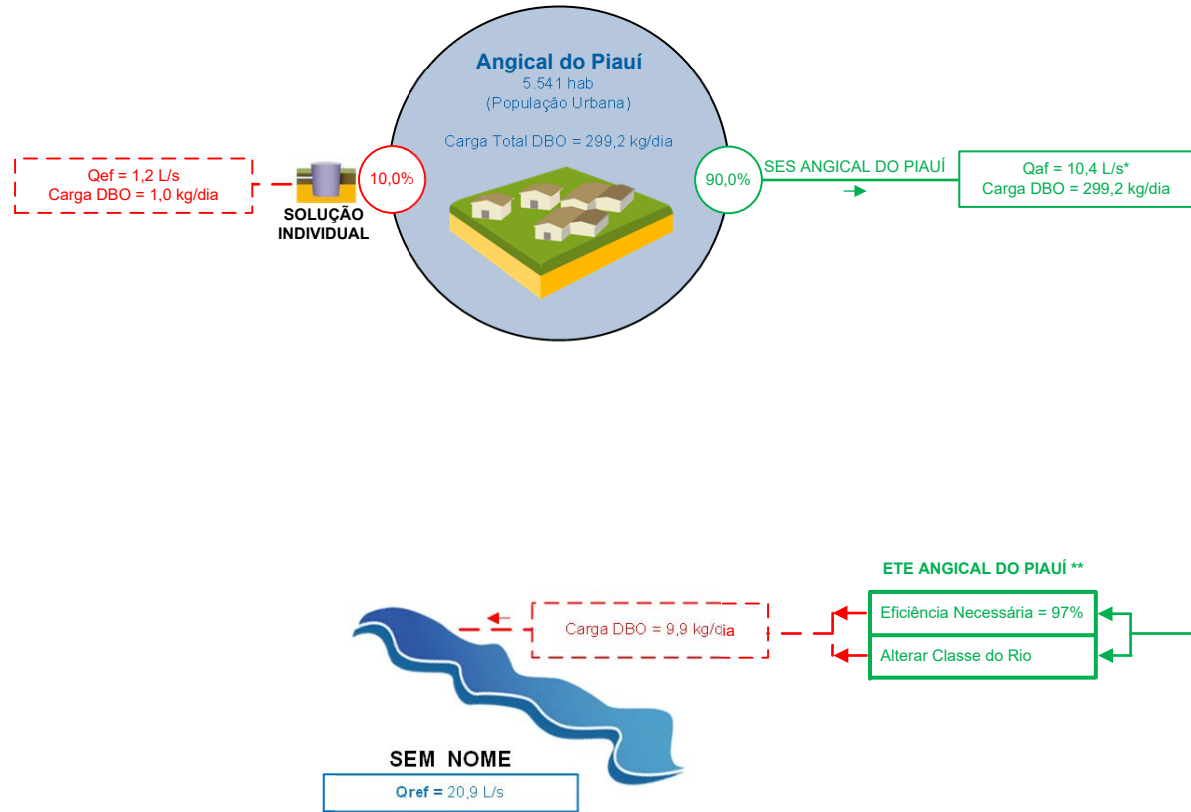 Angical do Piauí
5.541 hab
(População Urbana)
Carga Total DBO = 299,2 kg/dia
Qef = 1,2 L/s
Carga DBO = 1,0 kg/dia
SOLUÇÃO
INDIVIDUAL
10,0%
90,0%
SES ANGICAL DO PIAUÍ
Qaf = 10,4 L/s*
Carga DBO = 299,2 kg/dia
ETE ANGICAL DO PIAUÍ **
Eficiência Necessária = 97%
Alterar Classe do Rio
Carga DBO = 9,9 kg/dia
SEM NOME
Qref = 20,9 L/s